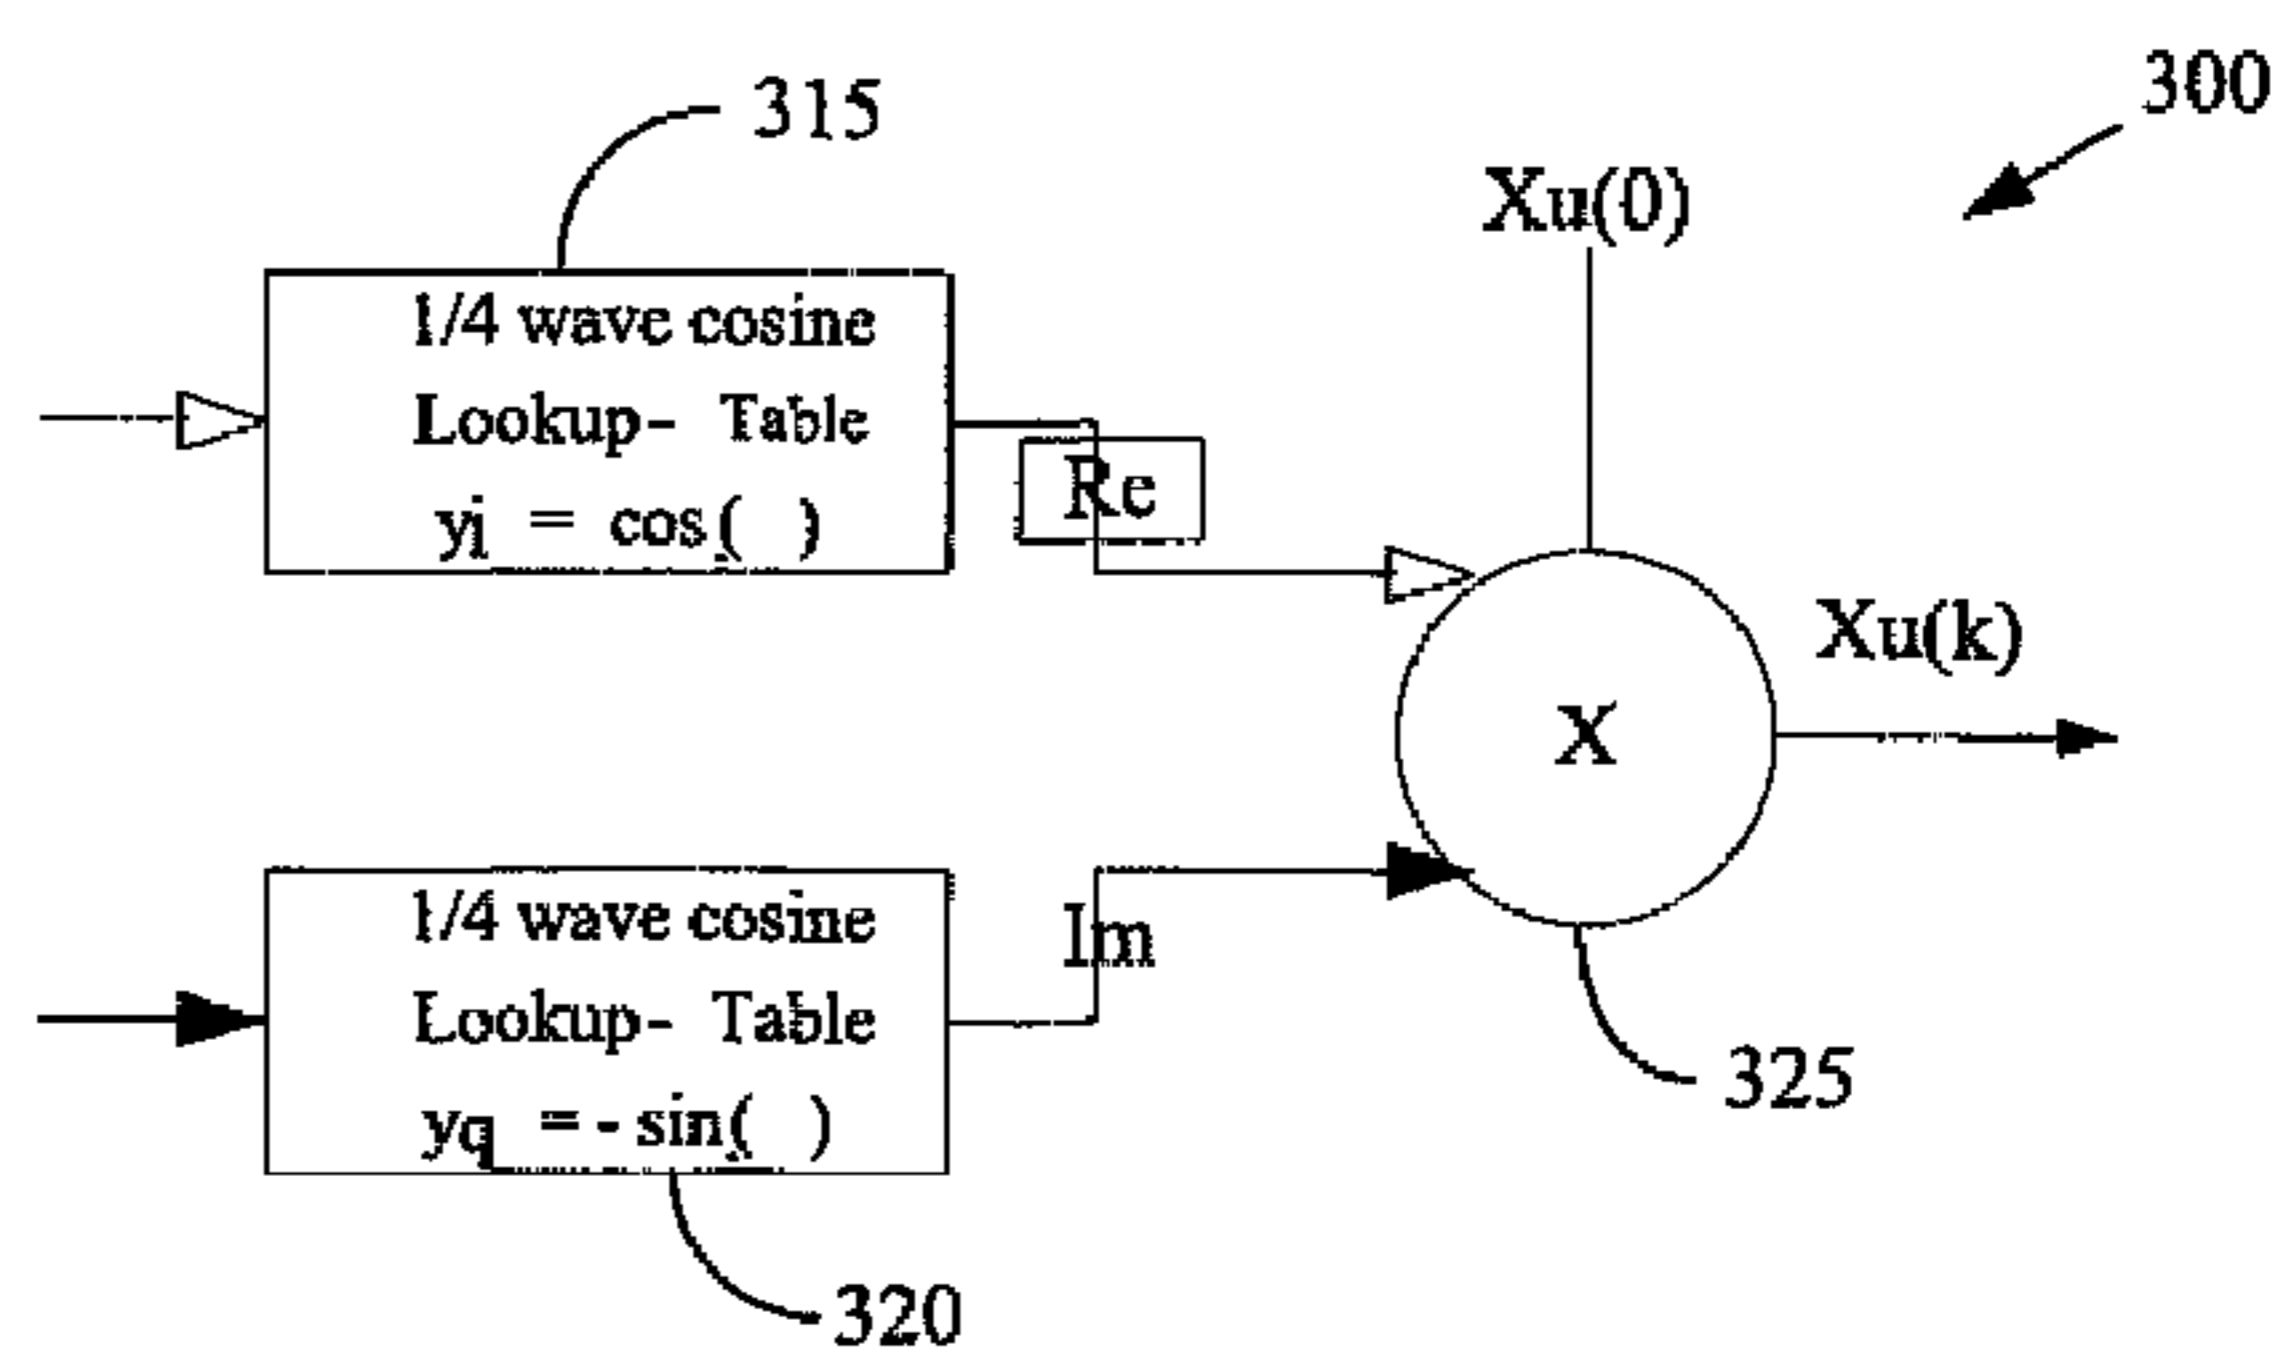 315
300
Xu(0)
1/4 wave cosine
Lookup- Table
yi = cos( )
Re
Xu(k)
X
1/4 wave cosine
Lookup- Table
yq = - sin( )
Im
325
320